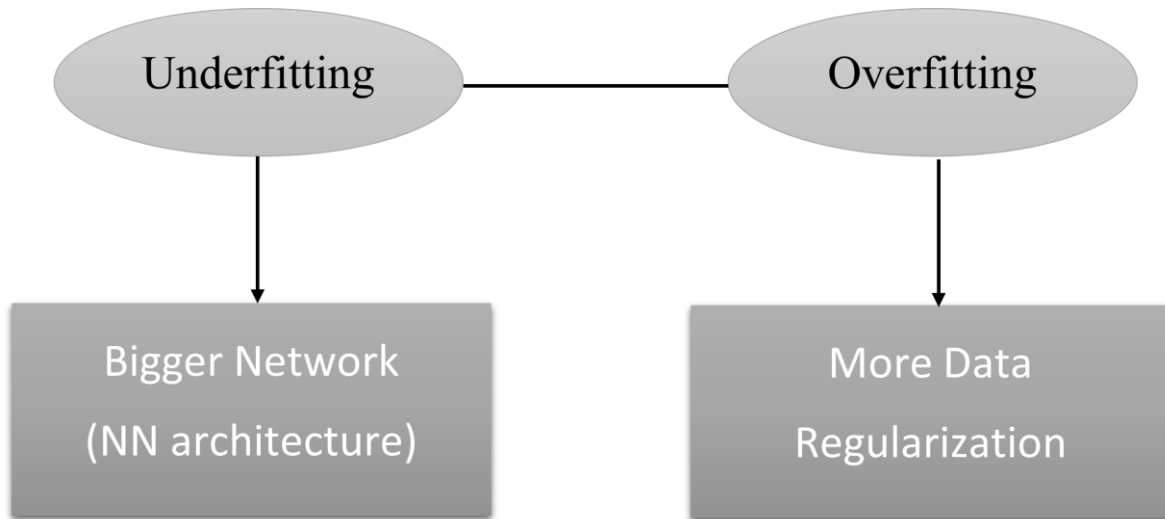 Underfitting
Overfitting
Bigger Network
(NN architecture)
More Data
Regularization